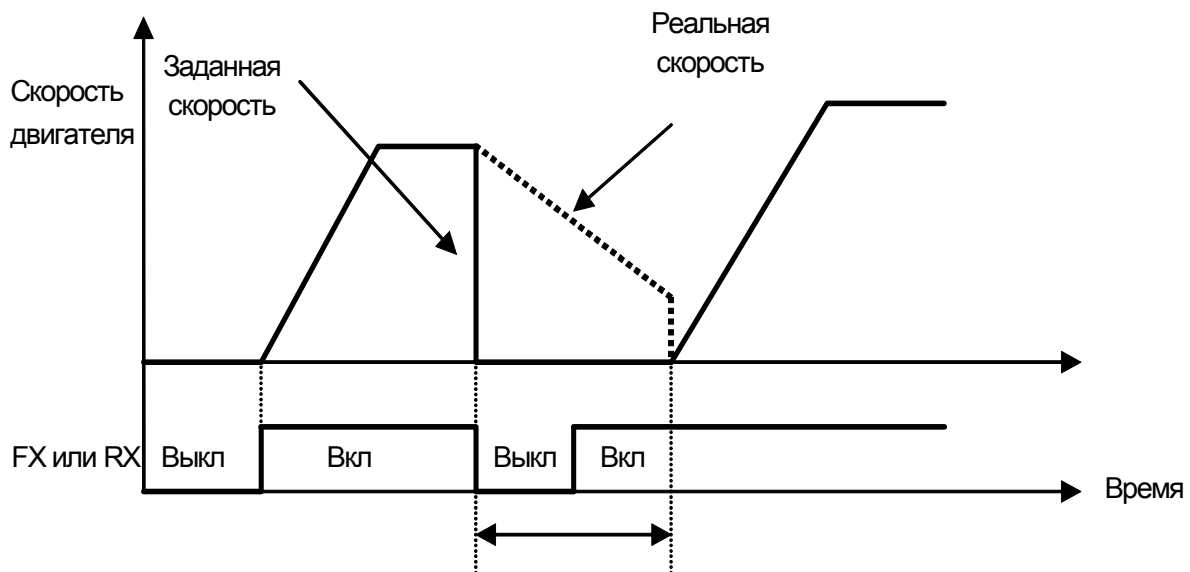 Реальная
скорость
Заданная
скорость
Скорость
двигателя
FX или RX
Выкл
Вкл
Выкл
Вкл
Время